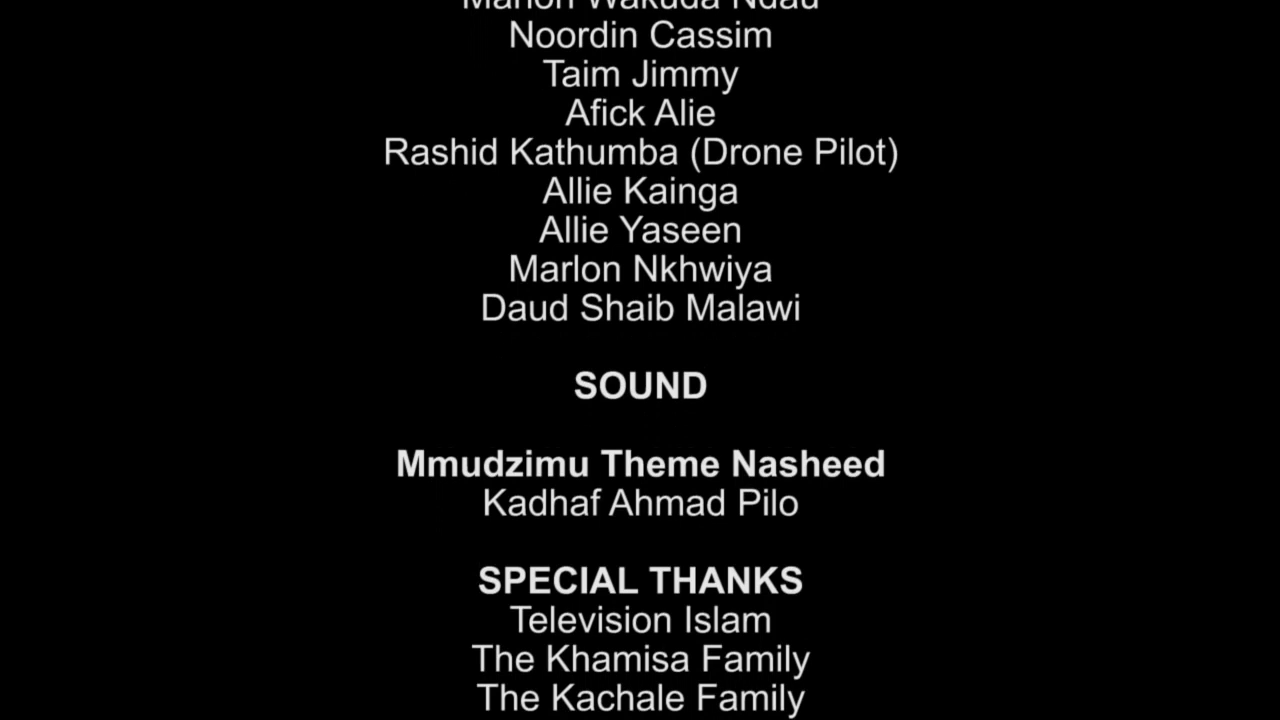 Noordin Cassim
Taim Jimmy
Afick Alie
Rashid Kathumba (Drone Pilot)
Allie Kainga
Allie Yaseen
Marlon Nkhwiya
Daud Shaib Malawi
SOUND
Mmudzimu Theme Nasheed
Kadhaf Ahmad Pilo
SPECIAL THANKS
Television Islam
The Khamisa Family
The Kachale Family